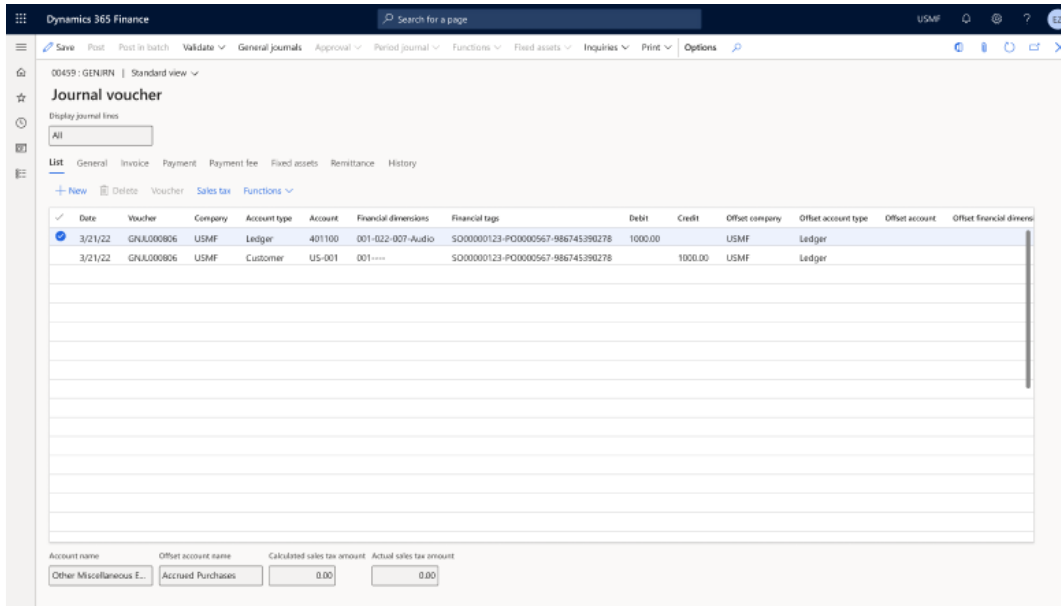 Dynamics 365 Finance Search for a page USMF ?
Save Post Post in batch Validate General journals Approval Period journal Functions Fixed assets Inquiries Print Options
00459 : GENJRN | Standard view
Journal voucher
Display journal lines
All
List General Invoice Payment Payment fee Fixed assets Remittance History
New Delete Voucher Sales tax Functions
Date Voucher Company Account type Account Financial dimensions Financial tags Debit Credit Offset company Offset account type Offset account Offset financial dimensi
3/21/22 GNJL000806 USMF Ledger 401100 001-022-007-Audio SO00000123-PO0000567-986745390278 1000.00 USMF Ledger
3/21/22 GNJL000806 USMF Customer US-001 001---- SO00000123-PO0000567-986745390278 1000.00 USMF Ledger
Account name Offset account name Calculated sales tax amount Actual sales tax amount
Other Miscellaneous E... Accrued Purchases 0.00 0.00